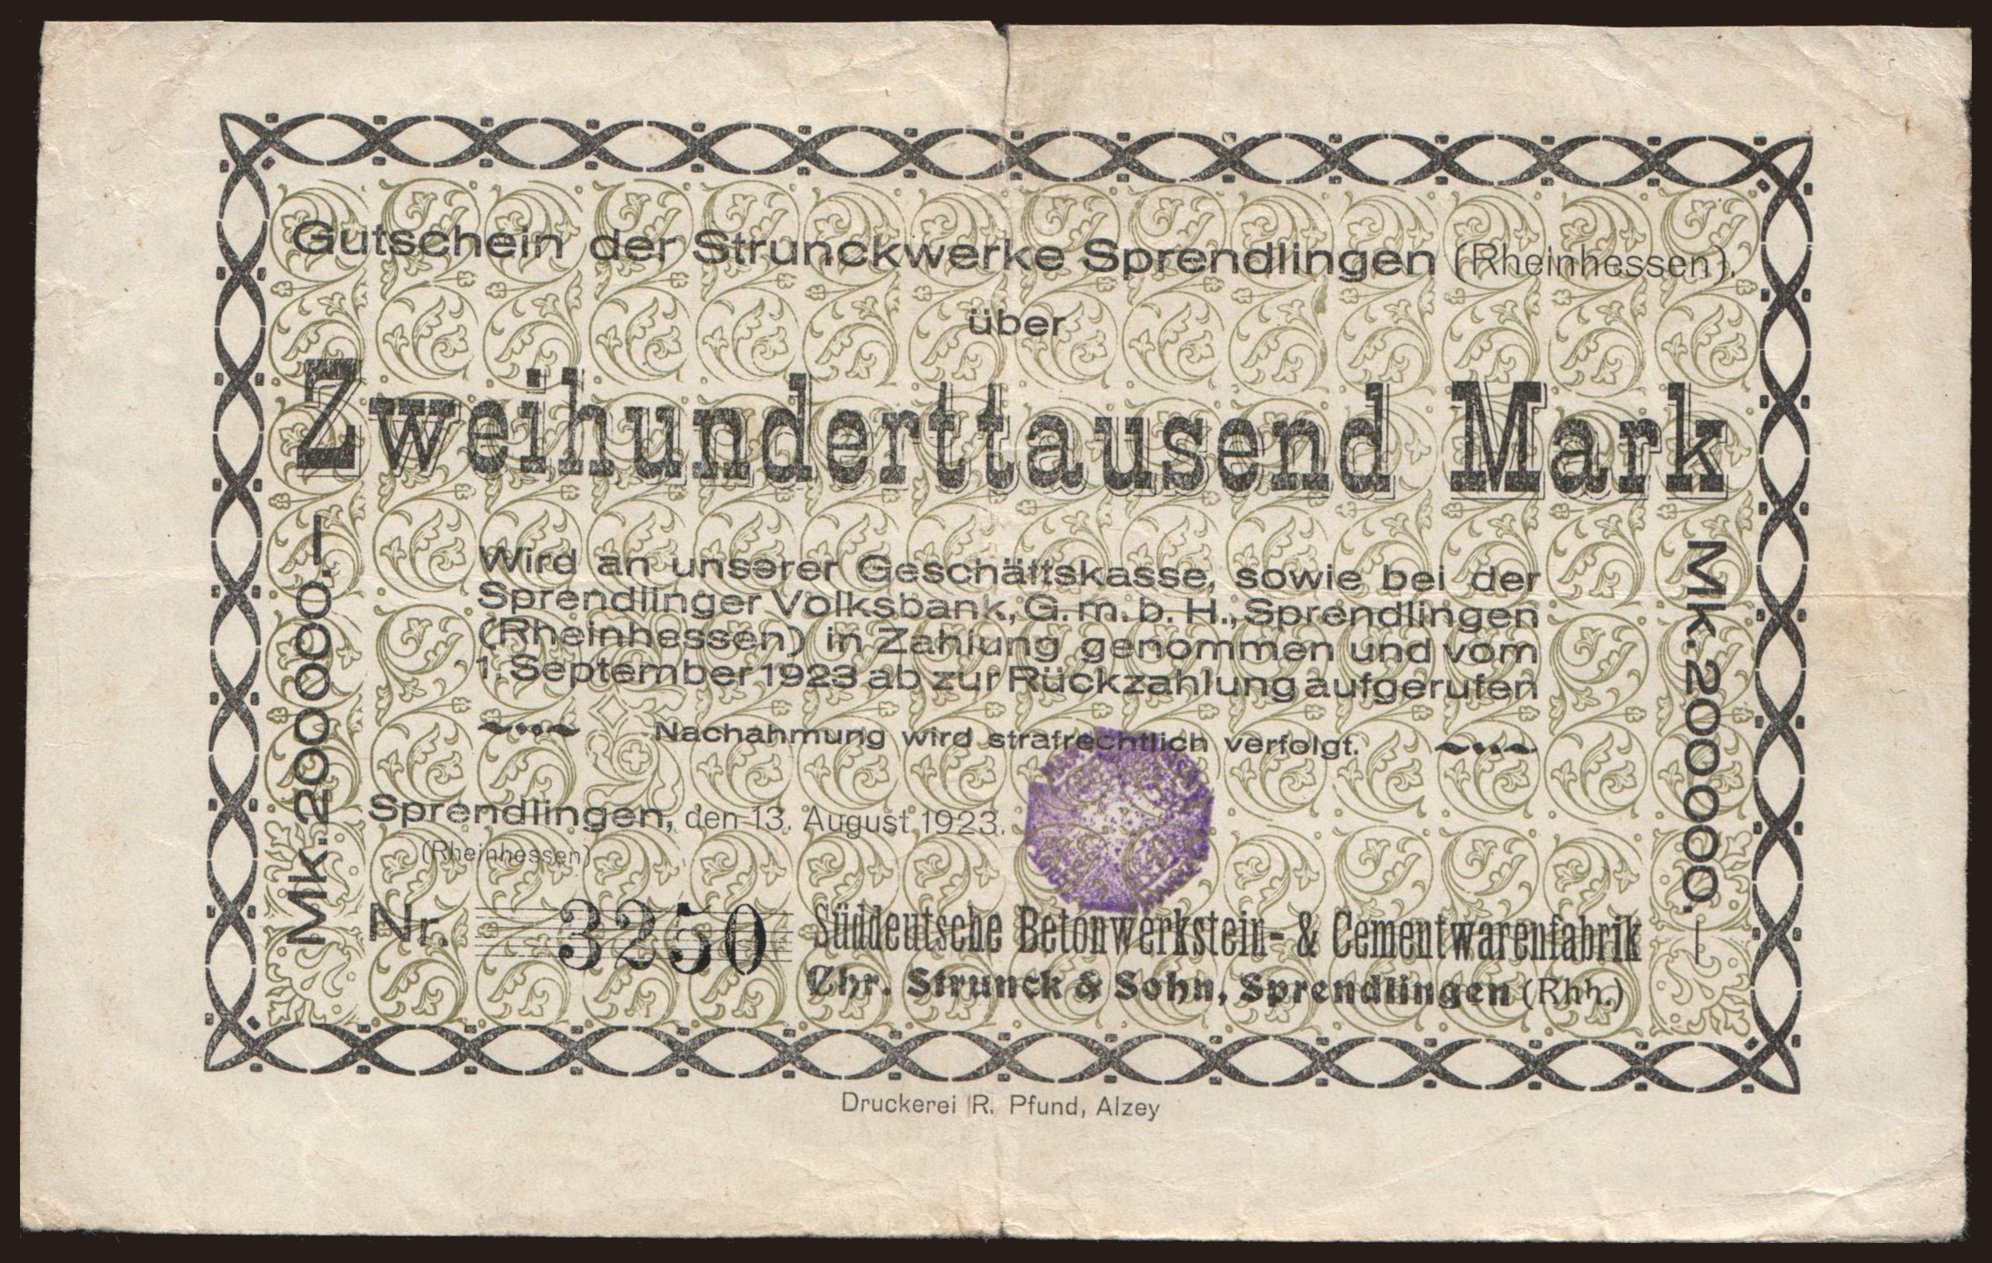 Gutschein der Strunckwerke Sprendlingen (Rheinhessen).
über
Zweihunderttausend Mark
Mk. 200000.—
Wird an unserer Geschäftskasse, sowie bei der
Sprendlinger Volksbank, G. m. b. H., Sprendlingen
(Rheinhessen) in Zahlung genommen und vom
1. September 1923 ab zur Rückzahlung aufgerufen
Nachahmung wird strafrechtlich verfolgt.
Mk. 200000.—
Sprendlingen, den 13. August 1923.
(Rheinhessen)
Nr. 3250
Süddeutsche Betonwerkstein- & Cementwarenfabrik
Chr. Strunck & Sohn, Sprendlingen (Rhh.)
Druckerei R. Pfund, Alzey